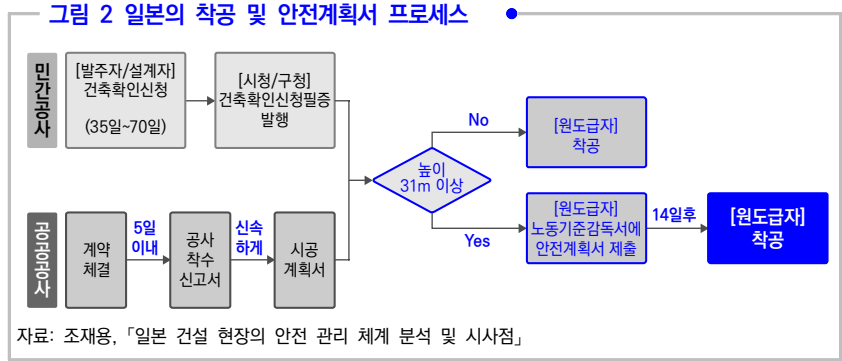 그림 2 일본의 착공 및 안전계획서 프로세스
민간공사
[발주자/설계자]
건축확인신청
(35일~70일)
[시청/구청]
건축확인신청필증
발행
높이
31m 이상
No
[원도급자]
착공
Yes
[원도급자]
노동기준감독서에
안전계획서 제출
14일후
[원도급자]
착공
공공공사
계약
체결
5일
이내
공사
착수
신고서
신속
하게
시공
계획서
자료: 조재용,「일본 건설 현장의 안전 관리 체계 분석 및 시사점」